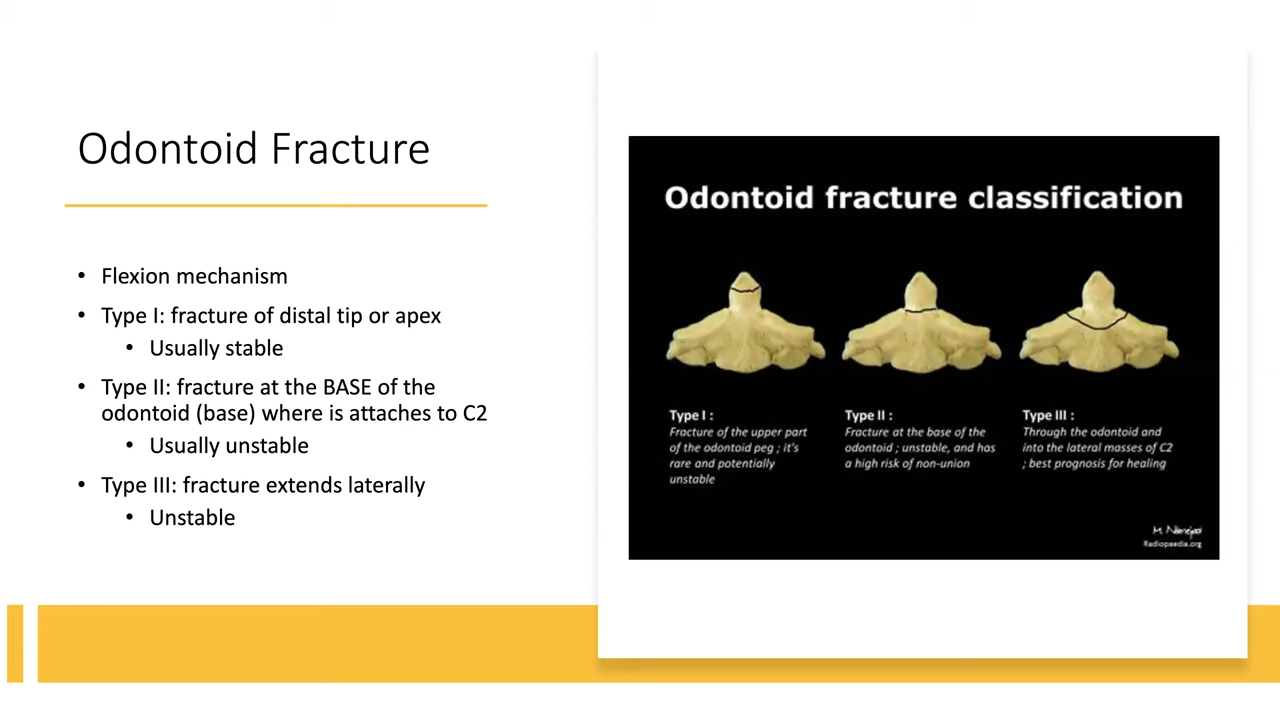 Odontoid Fracture
• Flexion mechanism
• Type I: fracture of distal tip or apex
• Usually stable
• Type II: fracture at the BASE of the
odontoid (base) where is attaches to C2
• Usually unstable
• Type III: fracture extends laterally
• Unstable
Odontoid fracture classification
Type I :
Fracture of the upper part
of the odontoid peg ; it's
rare and potentially
unstable
Type II :
Fracture at the base of the
odontoid ; unstable, and has
a high risk of non-union
Type III :
Through the odontoid and
into the lateral masses of C2
; best prognosis for healing
M.
Radiopaedia.org